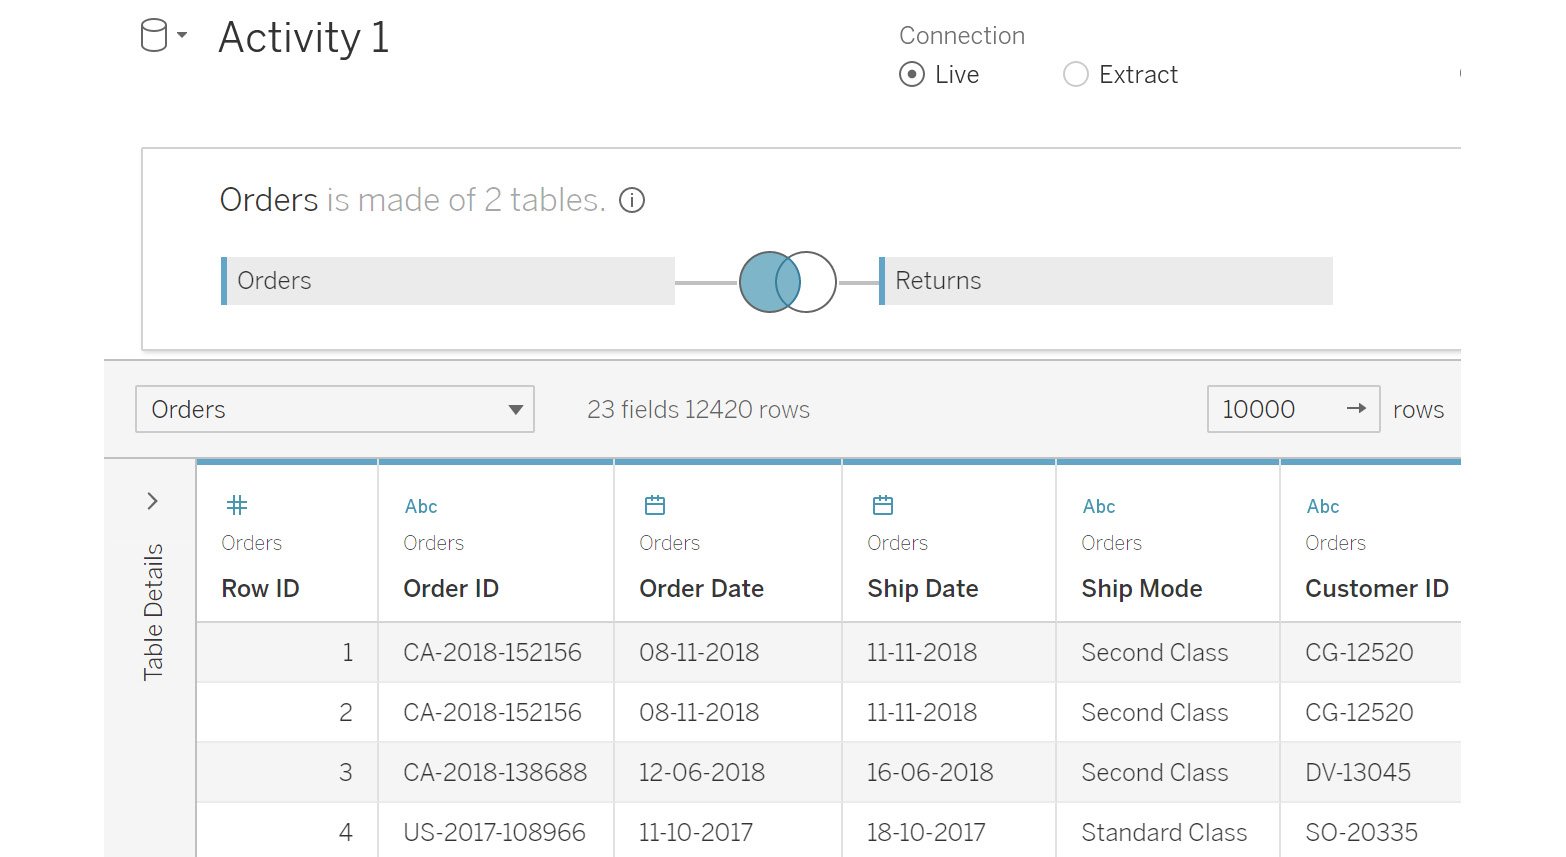 Activity 1
Connection
Live Extract
Orders is made of 2 tables.
Orders Returns
Orders 23 fields 12420 rows 10000 rows
Table Details
Abc Abc Abc
Orders Orders Orders Orders Orders Orders
Row ID Order ID Order Date Ship Date Ship Mode Customer ID
1 CA-2018-152156 08-11-2018 11-11-2018 Second Class CG-12520
2 CA-2018-152156 08-11-2018 11-11-2018 Second Class CG-12520
3 CA-2018-138688 12-06-2018 16-06-2018 Second Class DV-13045
4 US-2017-108966 11-10-2017 18-10-2017 Standard Class SO-20335